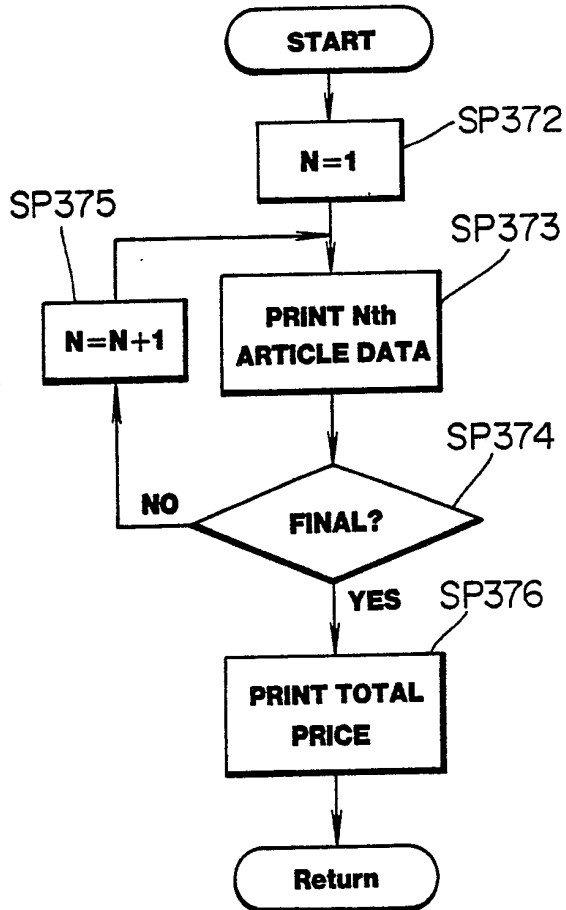 START
SP372
N=1
SP375
SP373
N=N+1
PRINT Nth
ARTICLE DATA
SP374
NO
FINAL?
YES
SP376
PRINT TOTAL
PRICE
Return